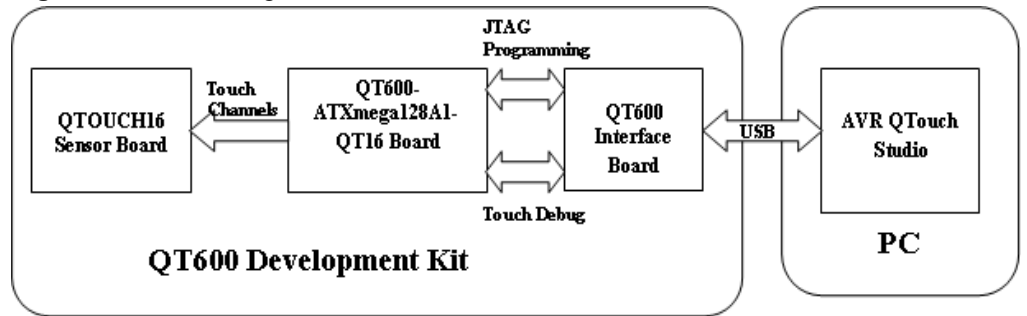 JTAG
Programming
Touch
Channels
QTOUCH16
Sensor Board
QT600-
ATXmega128A1-
QT16 Board
QT600
Interface
Board
USB
AVR QTouch
Studio
Touch Debug
QT600 Development Kit
PC